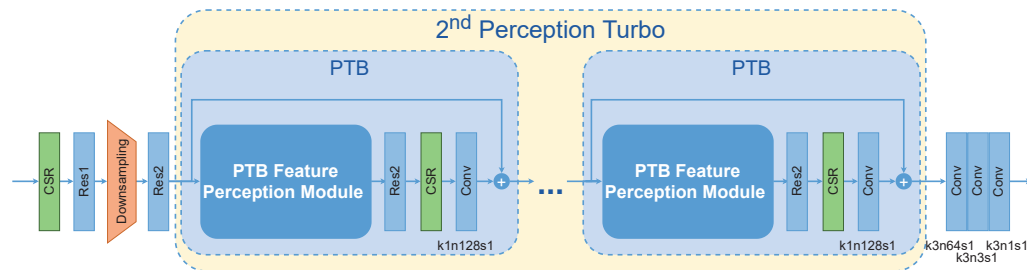 2nd Perception Turbo
PTB
PTB
CSR
Res1
Downsampling
Res2
PTB Feature
Perception Module
Res2
CSR
Conv
+
...
PTB Feature
Perception Module
Res2
CSR
Conv
+
Conv
Conv
Conv
k1n128s1
k1n128s1
k3n64s1
k3n3s1
k3n1s1